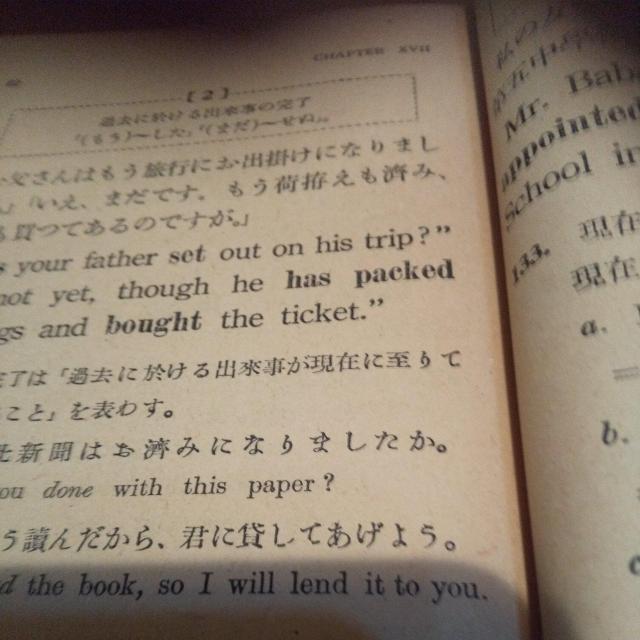 CHAPTER XVII
[2]
過去に於ける出來事の完了
「(もう)〜した」「(まだ)〜せぬ」。
父さんはもう旅行にお出掛けになりまし
「いえ、まだです。もう荷拵えも済み、
買つてあるのですが。」
your father set out on his trip?"
not yet, though he has packed
gs and bought the ticket."
完了は「過去に於ける出來事が現在に至りて
こと」を表わす。
新聞はお済みになりましたか。
ou done with this paper?
う讀んだから、君に貸してあげよう。
the book, so I will lend it to you.
私の
Mr. Bab
appointed
School in
133. 現在
現在
a.
b.
c